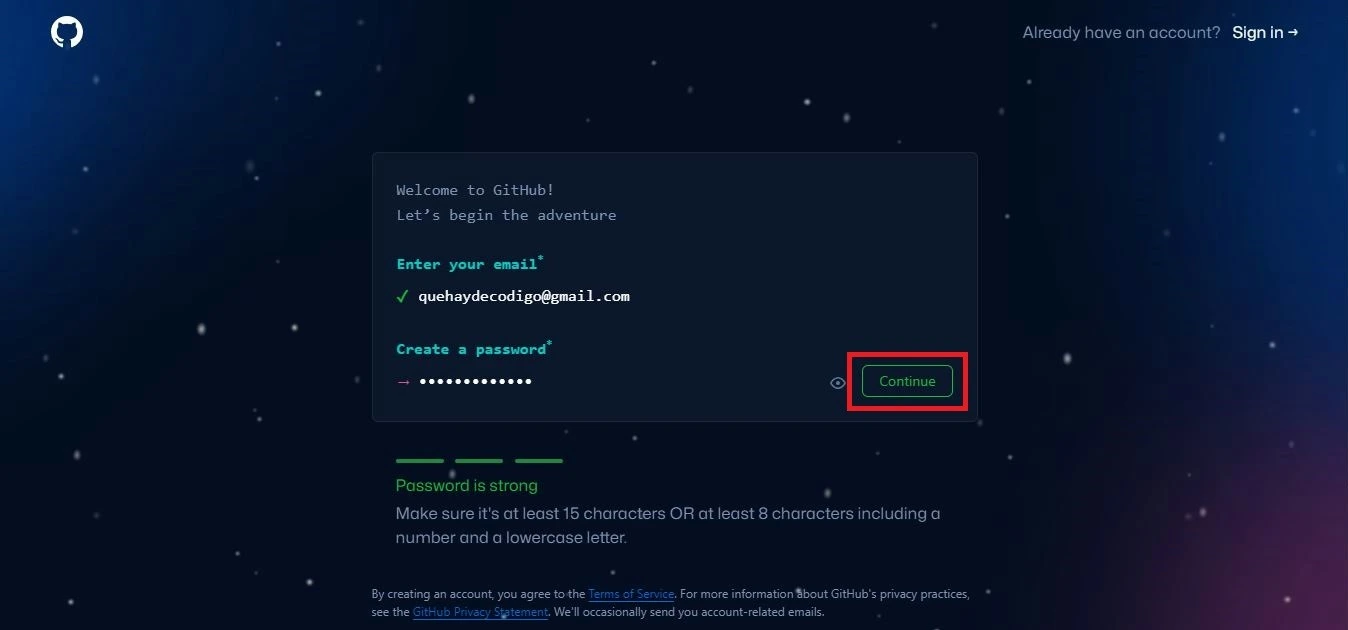 Already have an account? Sign in →
Welcome to GitHub!
Let’s begin the adventure
Enter your email*
✓ quehaydecodigo@gmail.com
Create a password*
→ •••••••••••••
Continue
Password is strong
Make sure it's at least 15 characters OR at least 8 characters including a
number and a lowercase letter.
By creating an account, you agree to the Terms of Service. For more information about GitHub's privacy practices,
see the GitHub Privacy Statement. We'll occasionally send you account-related emails.